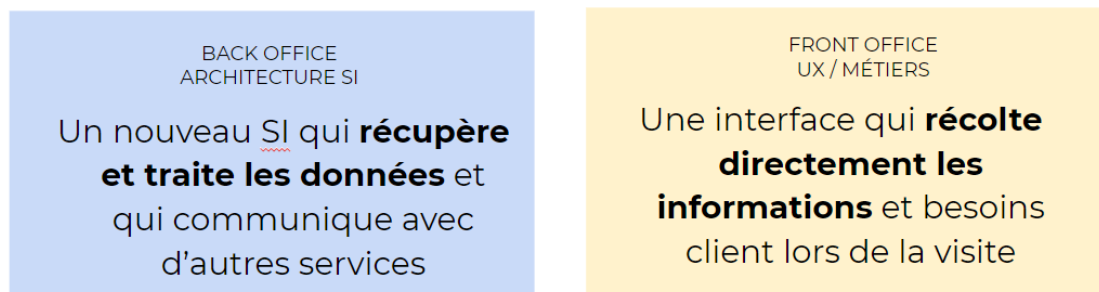 BACK OFFICE
ARCHITECTURE SI
Un nouveau SI qui récupère
et traite les données et
qui communique avec
d'autres services
FRONT OFFICE
UX / MÉTIERS
Une interface qui récolte
directement les
informations et besoins
client lors de la visite